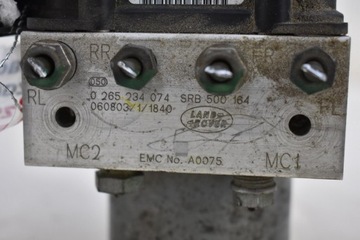 RR FR
RL FL
0 265 234 074 SRB 500 164
060803/1/1840
LAND
ROVER
MC2 MC1
EMC No. A0075